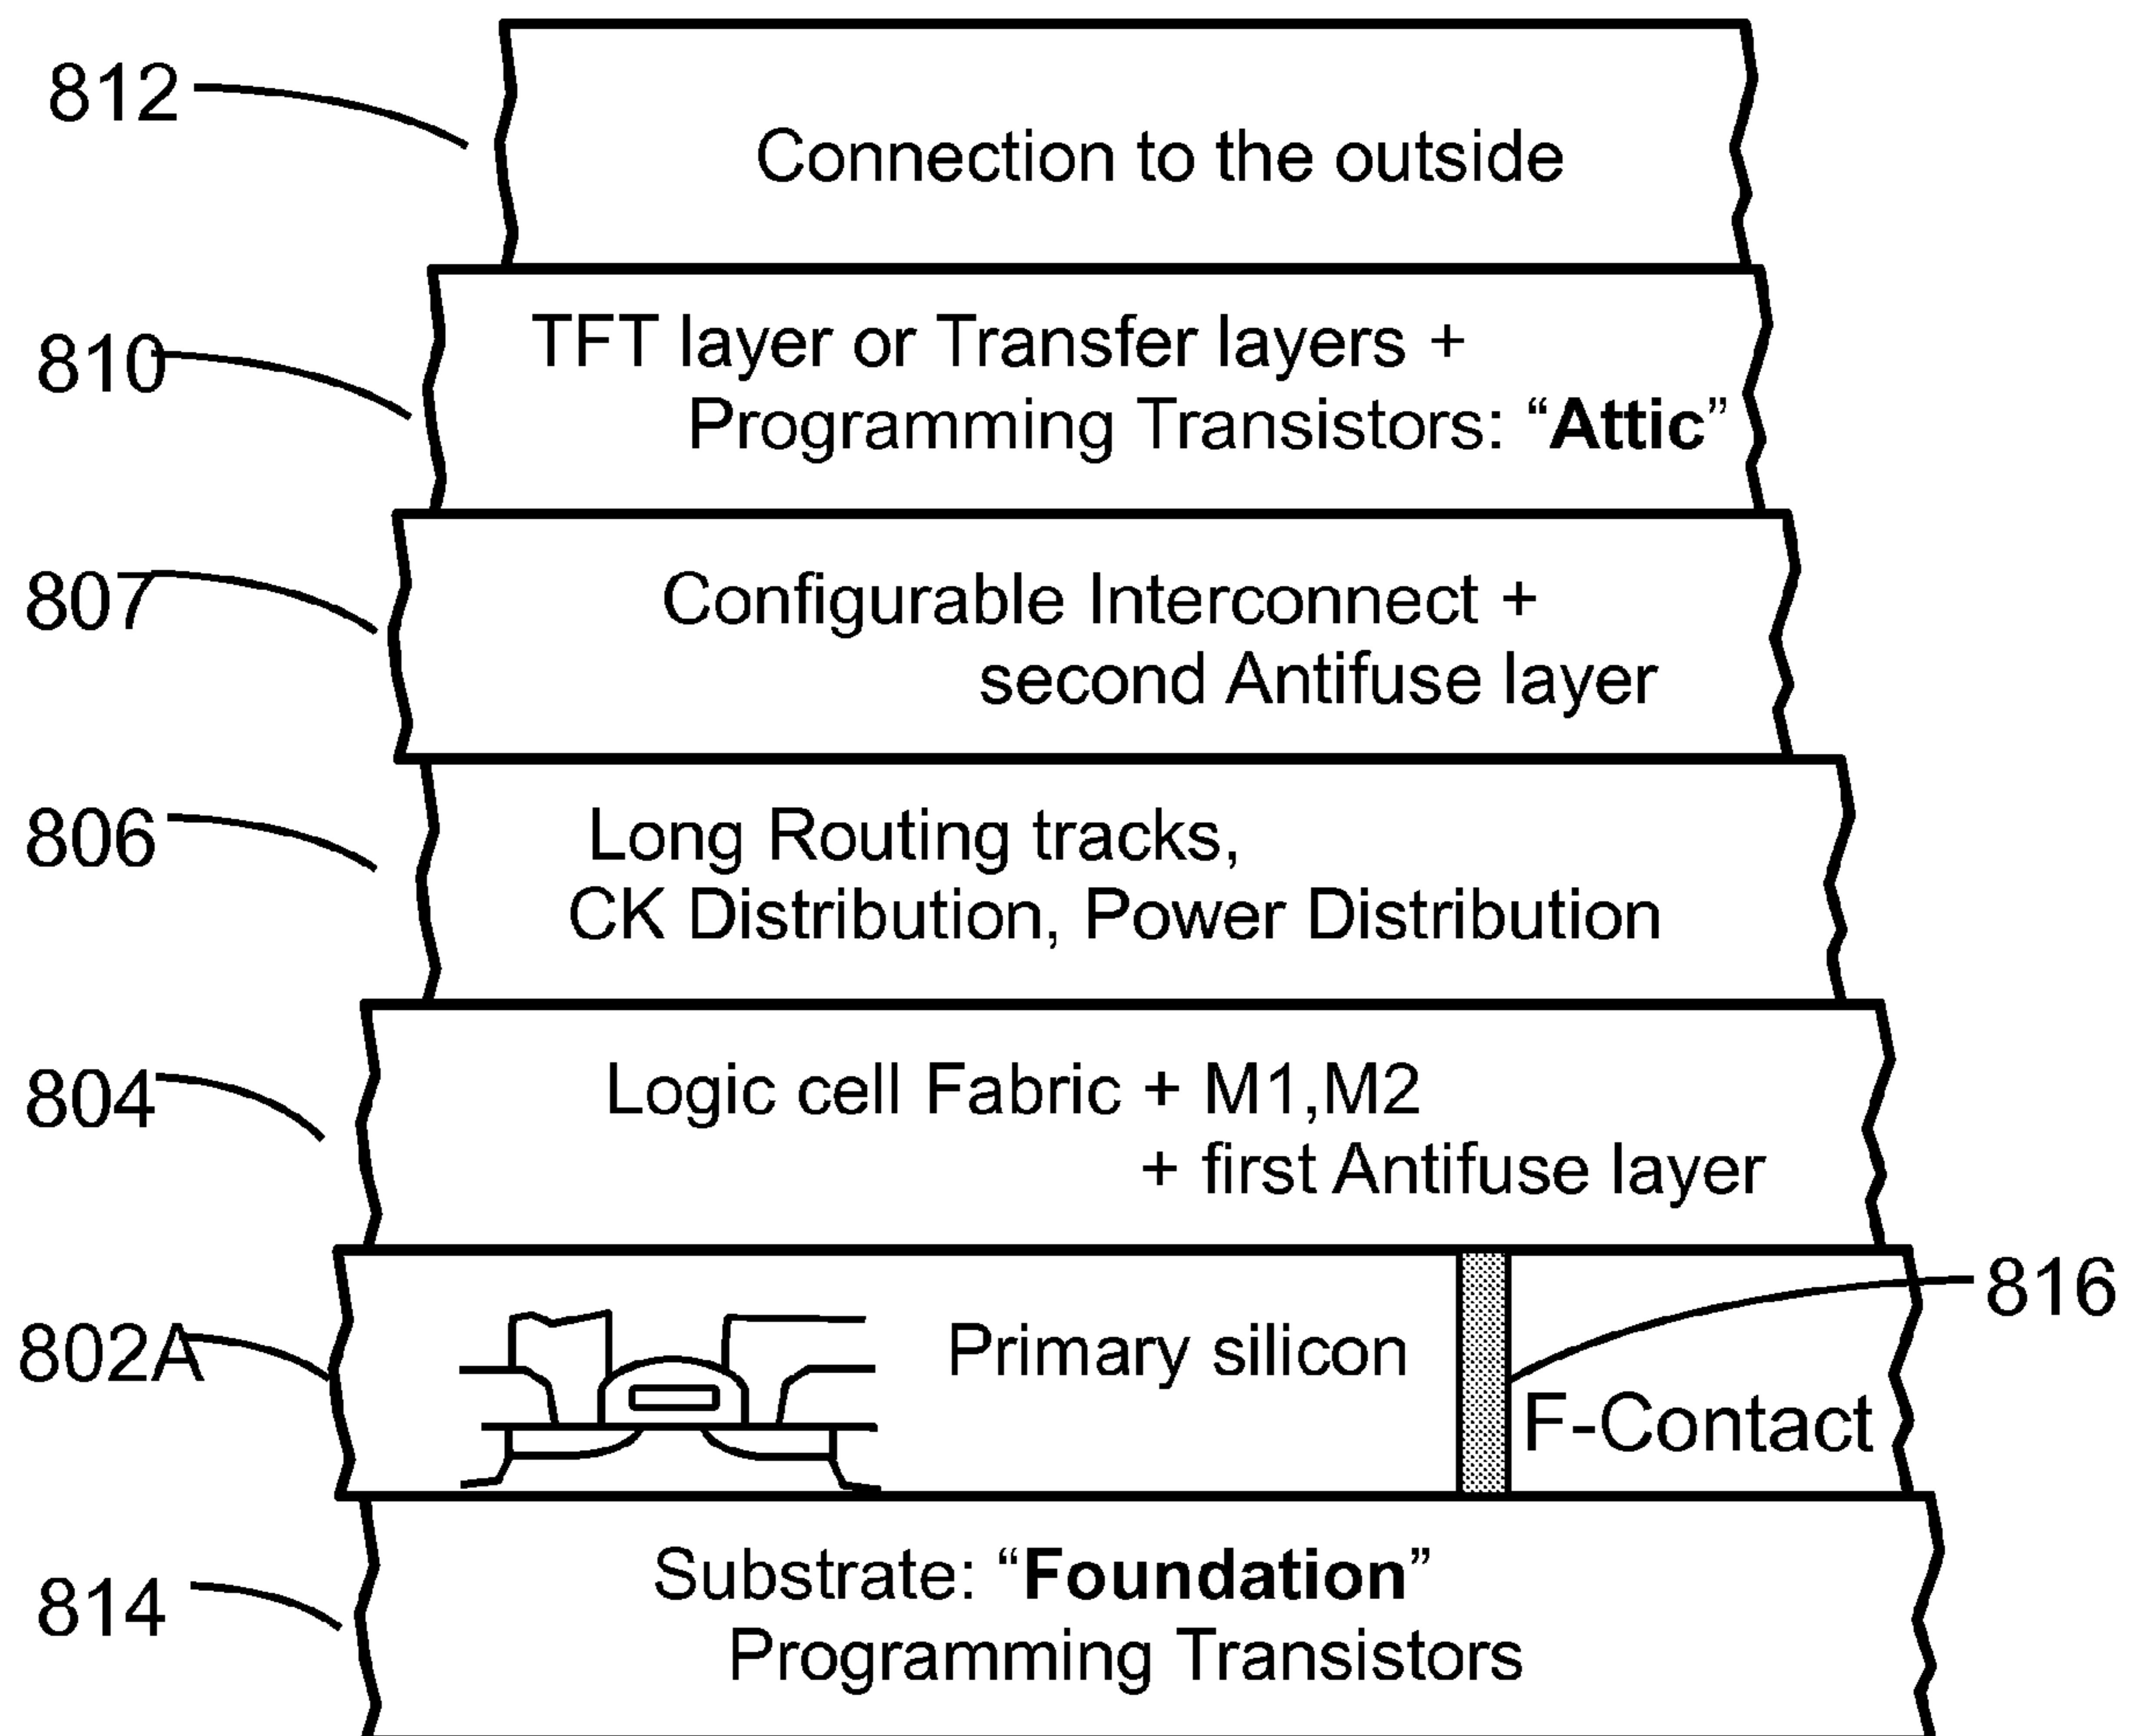 812
Connection to the outside
810
TFT layer or Transfer layers +
Programming Transistors: “Attic”
807
Configurable Interconnect +
second Antifuse layer
806
Long Routing tracks,
CK Distribution, Power Distribution
804
Logic cell Fabric + M1,M2
+ first Antifuse layer
802A
Primary silicon
816
F-Contact
814
Substrate: “Foundation”
Programming Transistors